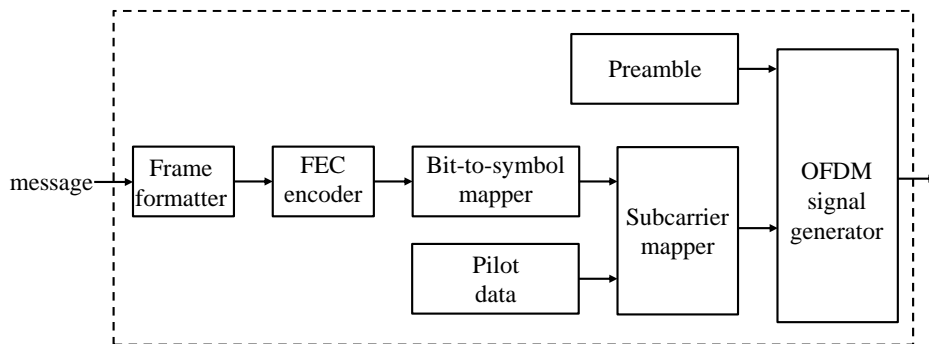 Preamble
message
Frame
formatter
FEC
encoder
Bit-to-symbol
mapper
Pilot
data
Subcarrier
mapper
OFDM
signal
generator